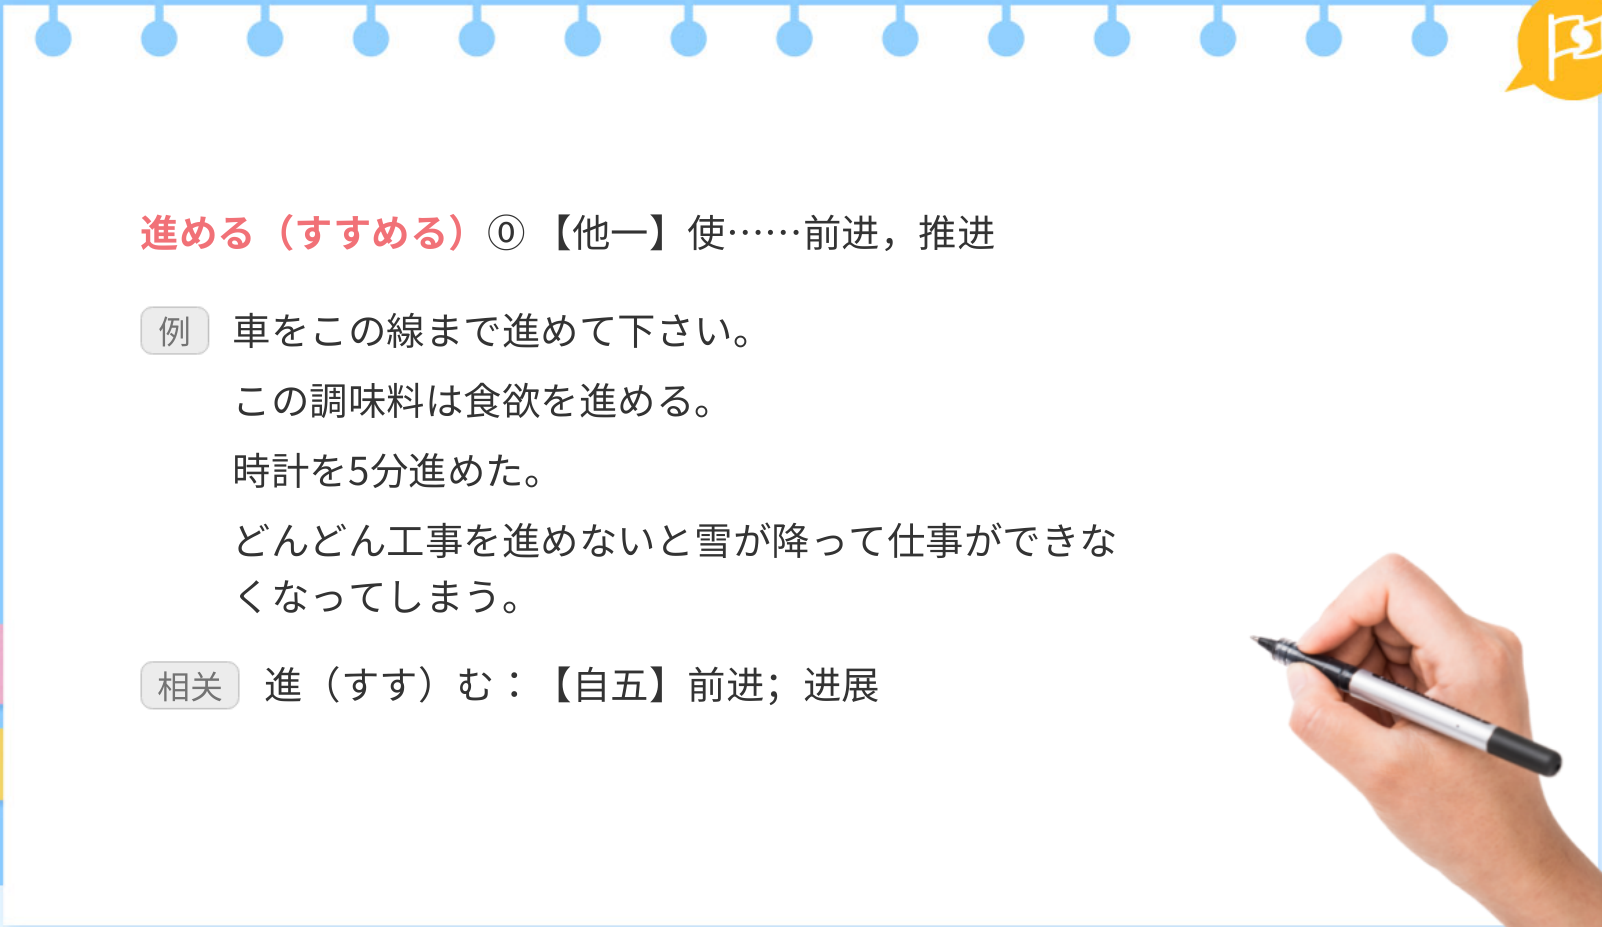 進める（すすめる）⓪ 【他一】使……前进，推进
例 車をこの線まで進めて下さい。
この調味料は食欲を進める。
時計を5分進めた。
どんどん工事を進めないと雪が降って仕事ができな
くなってしまう。
相关 進（すす）む：【自五】前进；进展